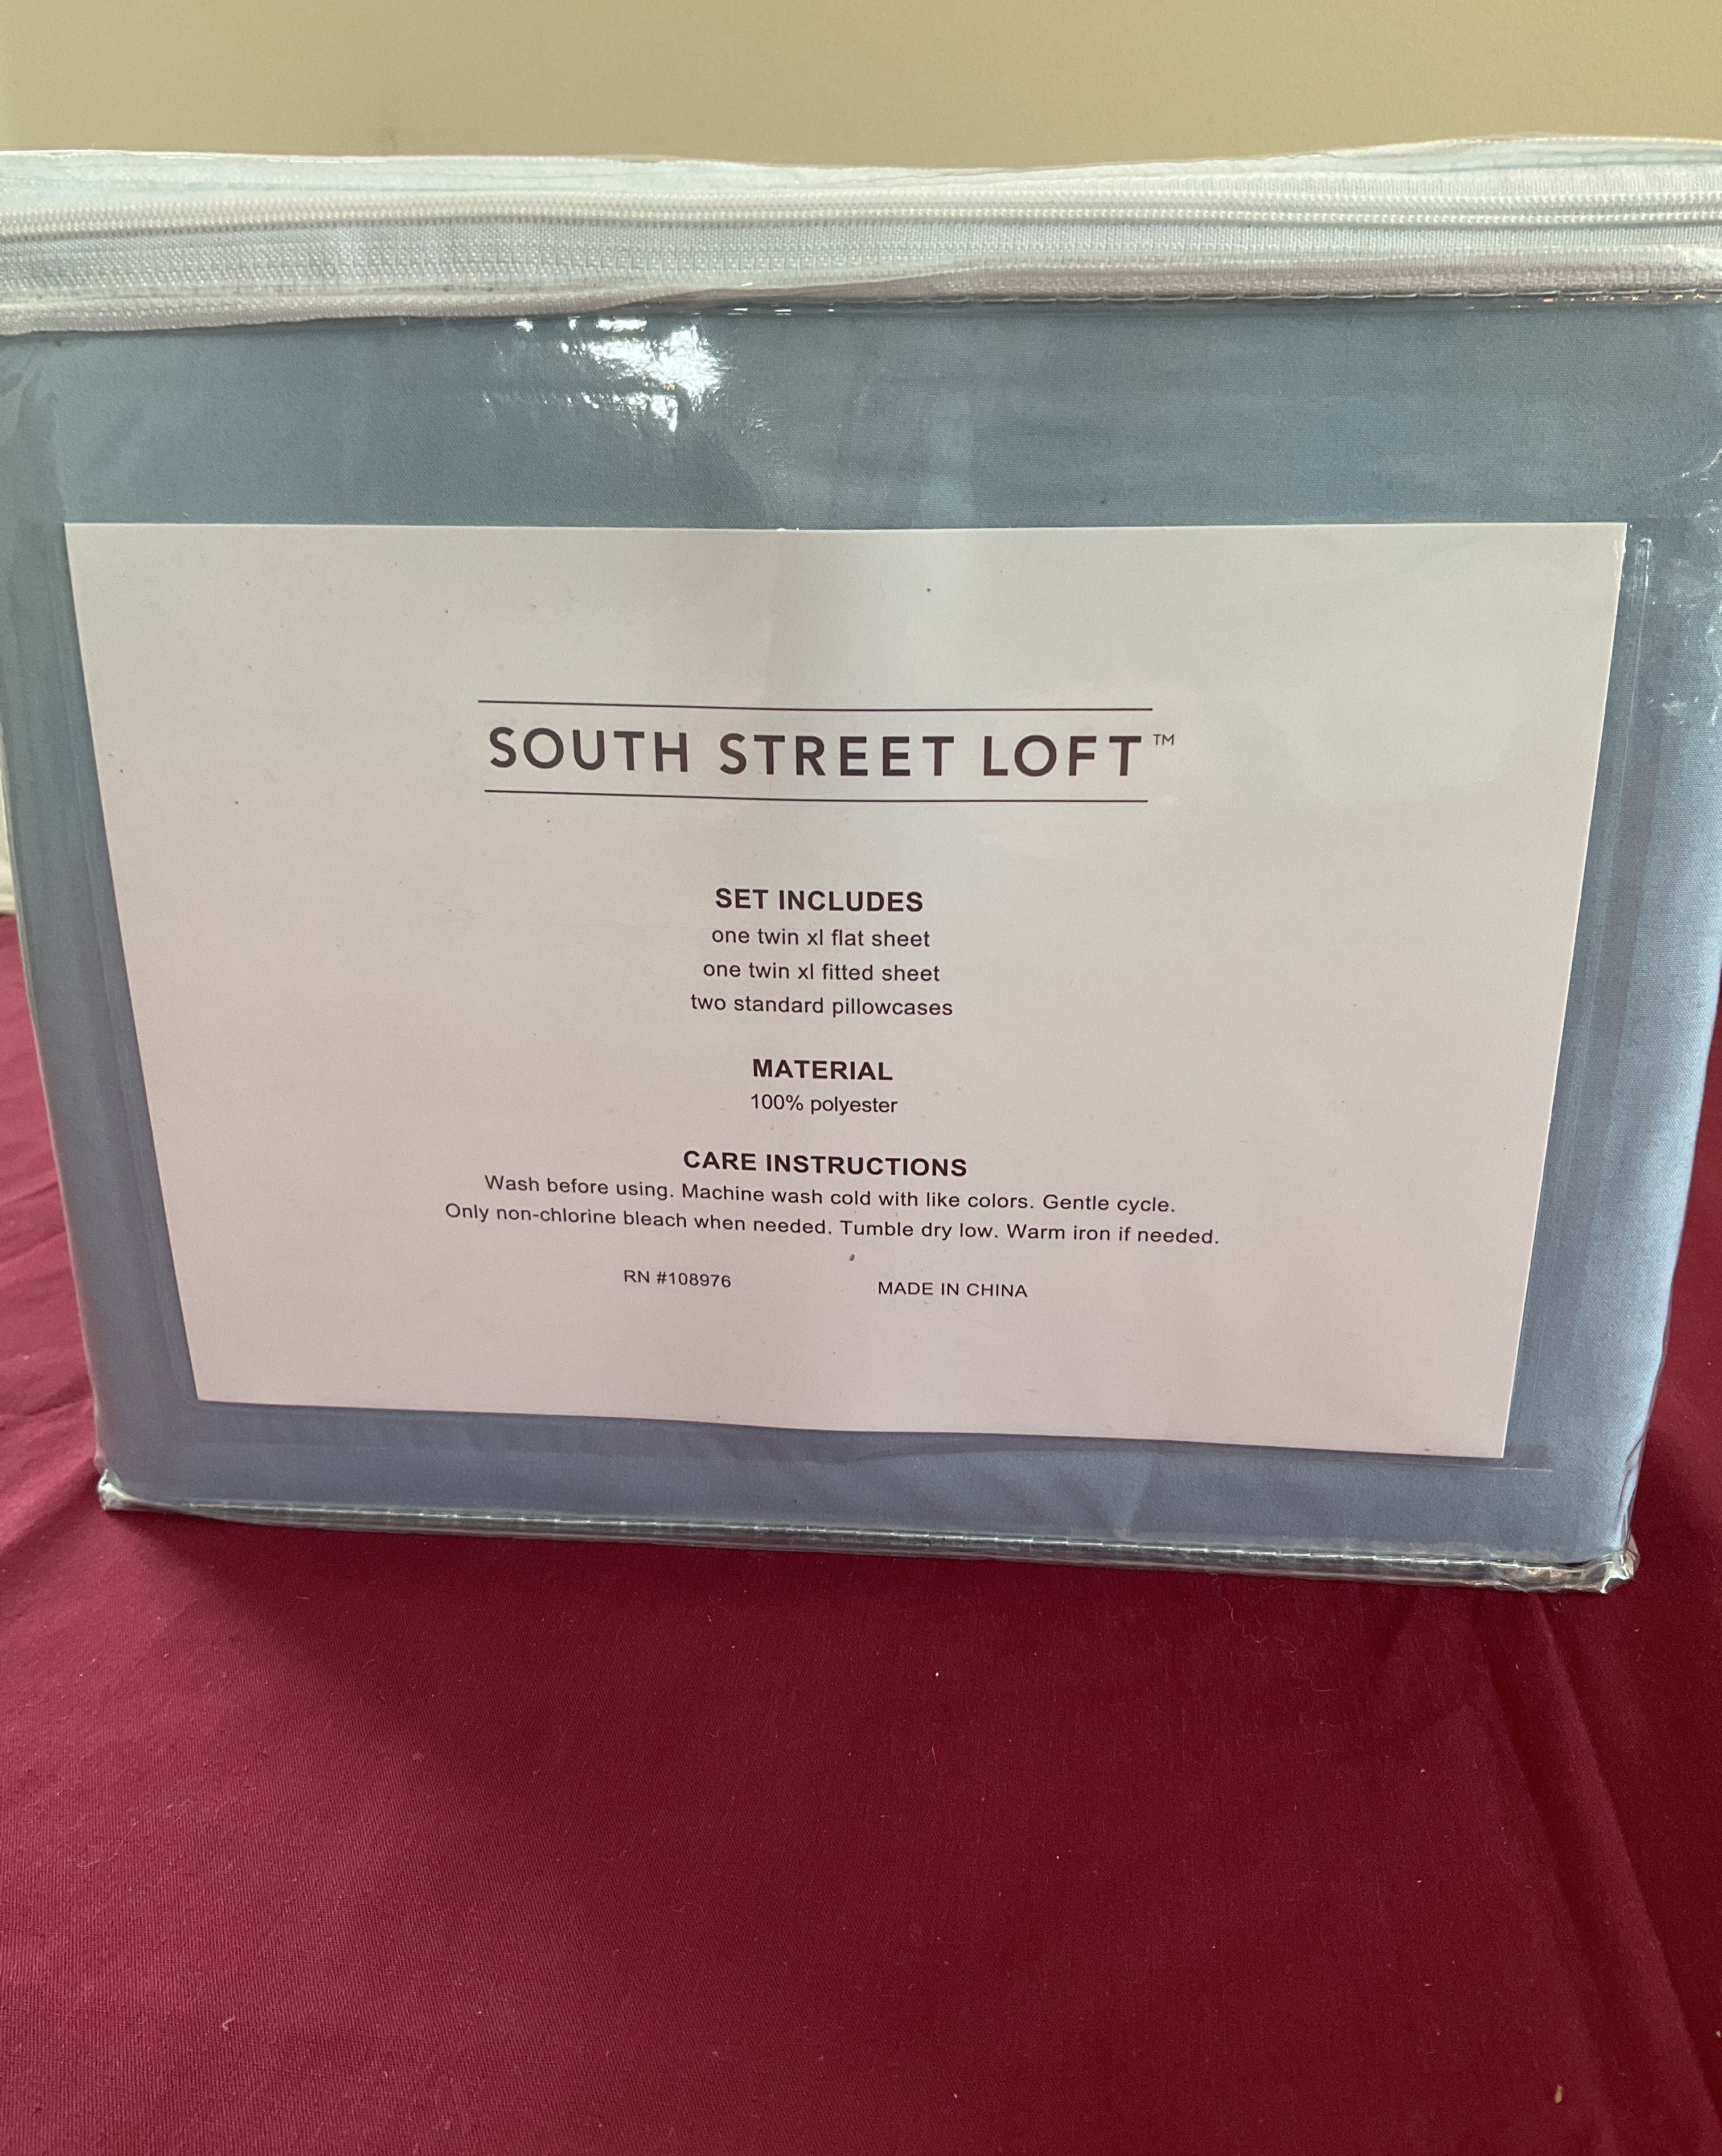 SOUTH STREET LOFT™
SET INCLUDES
one twin xl flat sheet
one twin xl fitted sheet
two standard pillowcases
MATERIAL
100% polyester
CARE INSTRUCTIONS
Wash before using. Machine wash cold with like colors. Gentle cycle.
Only non-chlorine bleach when needed. Tumble dry low. Warm iron if needed.
RN #108976 MADE IN CHINA